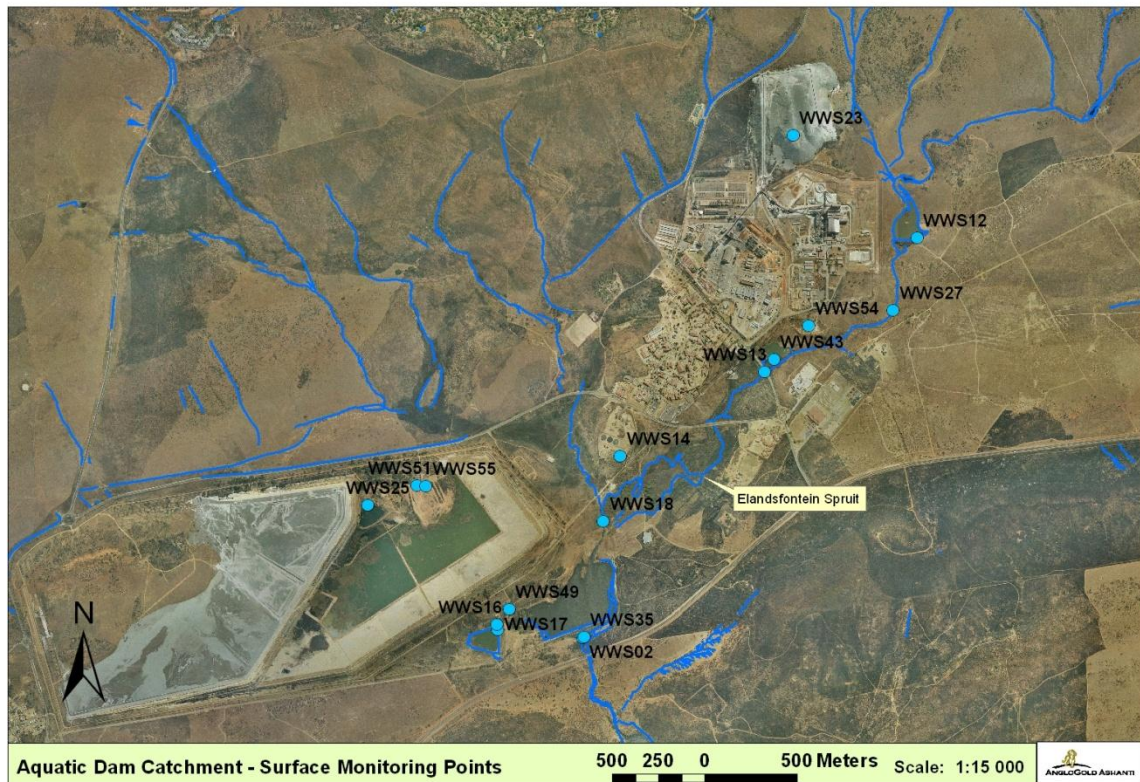 WWS23
WWS12
WWS27
WWS54
WWS43
WWS13
WWS14
WWS51 WWS55
WWS25
Elandsfontein Spruit
WWS18
WWS49
WWS16
WWS17
WWS35
WWS02
N
Aquatic Dam Catchment - Surface Monitoring Points
500 250 0 500 Meters
Scale: 1:15 000
ANGLOGOLD ASHANTI